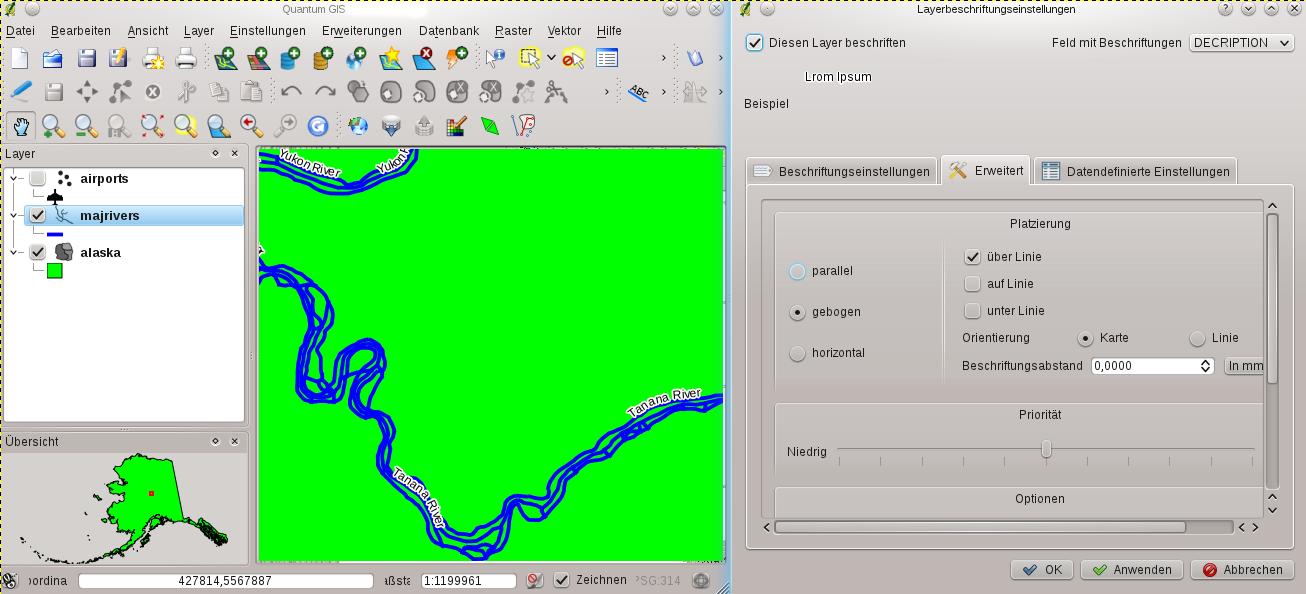 Quantum GIS
Datei Bearbeiten Ansicht Layer Einstellungen Erweiterungen Datenbank Raster Vektor Hilfe
ABC
Layer
airports
majrivers
alaska
Übersicht
Yukon River
Tanana River
Tanana River
oordina 427814,5567887 aßsta 1:1199961 Zeichnen PSG:314
Layerbeschriftungseinstellungen
Diesen Layer beschriften Feld mit Beschriftungen DECRIPTION
Lrom Ipsum
Beispiel
Beschriftungseinstellungen Erweitert Datendefinierte Einstellungen
Platzierung
parallel
gebogen
horizontal
über Linie
auf Linie
unter Linie
Orientierung Karte Linie
Beschriftungsabstand 0,0000 In mm
Priorität
Niedrig
Optionen
OK Anwenden Abbrechen